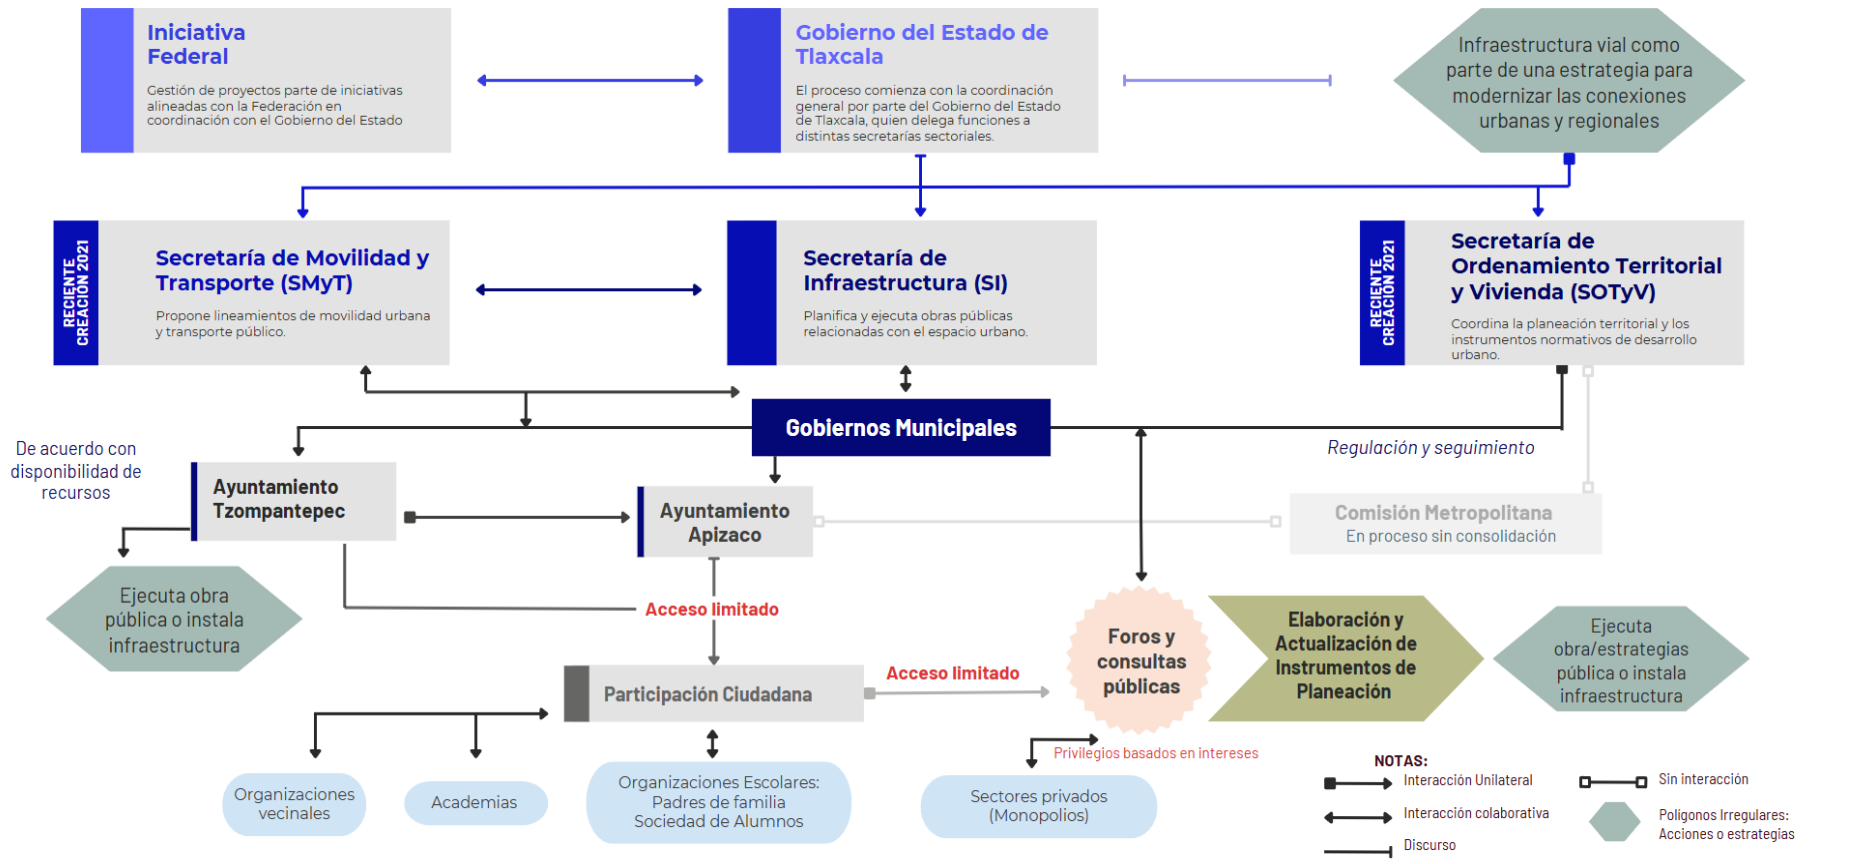 Iniciativa
Federal
Gestión de proyectos parte de iniciativas
alineadas con la Federación en
coordinación con el Gobierno del Estado
Gobierno del Estado de
Tlaxcala
El proceso comienza con la coordinación
general por parte del Gobierno del Estado
de Tlaxcala, quien delega funciones a
distintas secretarías sectoriales.
Infraestructura vial como
parte de una estrategia para
modernizar las conexiones
urbanas y regionales
RECIENTE
CREACIÓN 2021
Secretaría de Movilidad y
Transporte (SMyT)
Propone lineamientos de movilidad urbana
y transporte público.
Secretaría de
Infraestructura (SI)
Planifica y ejecuta obras públicas
relacionadas con el espacio urbano.
RECIENTE
CREACIÓN 2021
Secretaría de
Ordenamiento Territorial
y Vivienda (SOTyV)
Coordina la planeación territorial y los
instrumentos normativos de desarrollo
urbano.
Gobiernos Municipales
Regulación y seguimiento
De acuerdo con
disponibilidad de
recursos
Ayuntamiento
Tzompantepec
Ayuntamiento
Apizaco
Comisión Metropolitana
En proceso sin consolidación
Ejecuta obra
pública o instala
infraestructura
Acceso limitado
Participación Ciudadana
Acceso limitado
Foros y
consultas
públicas
Elaboración y
Actualización de
Instrumentos de
Planeación
Ejecuta
obra/estrategias
pública o instala
infraestructura
Privilegios basados en intereses
Organizaciones
vecinales
Academias
Organizaciones Escolares:
Padres de familia
Sociedad de Alumnos
Sectores privados
(Monopolios)
NOTAS:
Interacción Unilateral
Interacción colaborativa
Discurso
Sin interacción
Polígonos Irregulares:
Acciones o estrategias